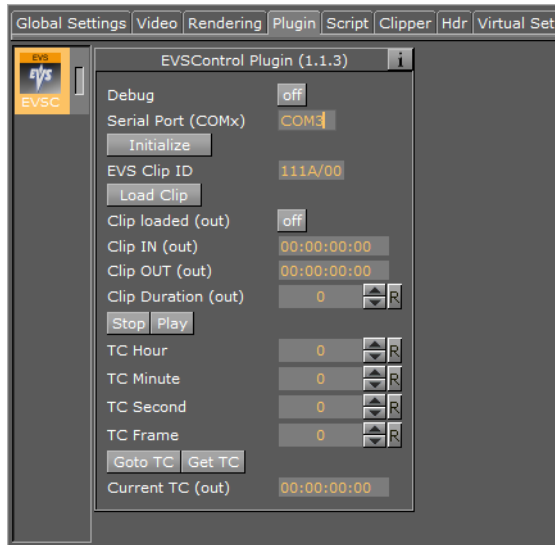 Global Settings Video Rendering Plugin Script Clipper Hdr Virtual Set
EVS
EVS
EVSC
EVSControl Plugin (1.1.3) i
Debug off
Serial Port (COMx) COM3
Initialize
EVS Clip ID 111A/00
Load Clip
Clip loaded (out) off
Clip IN (out) 00:00:00:00
Clip OUT (out) 00:00:00:00
Clip Duration (out) 0 R
Stop Play
TC Hour 0 R
TC Minute 0 R
TC Second 0 R
TC Frame 0 R
Goto TC Get TC
Current TC (out) 00:00:00:00